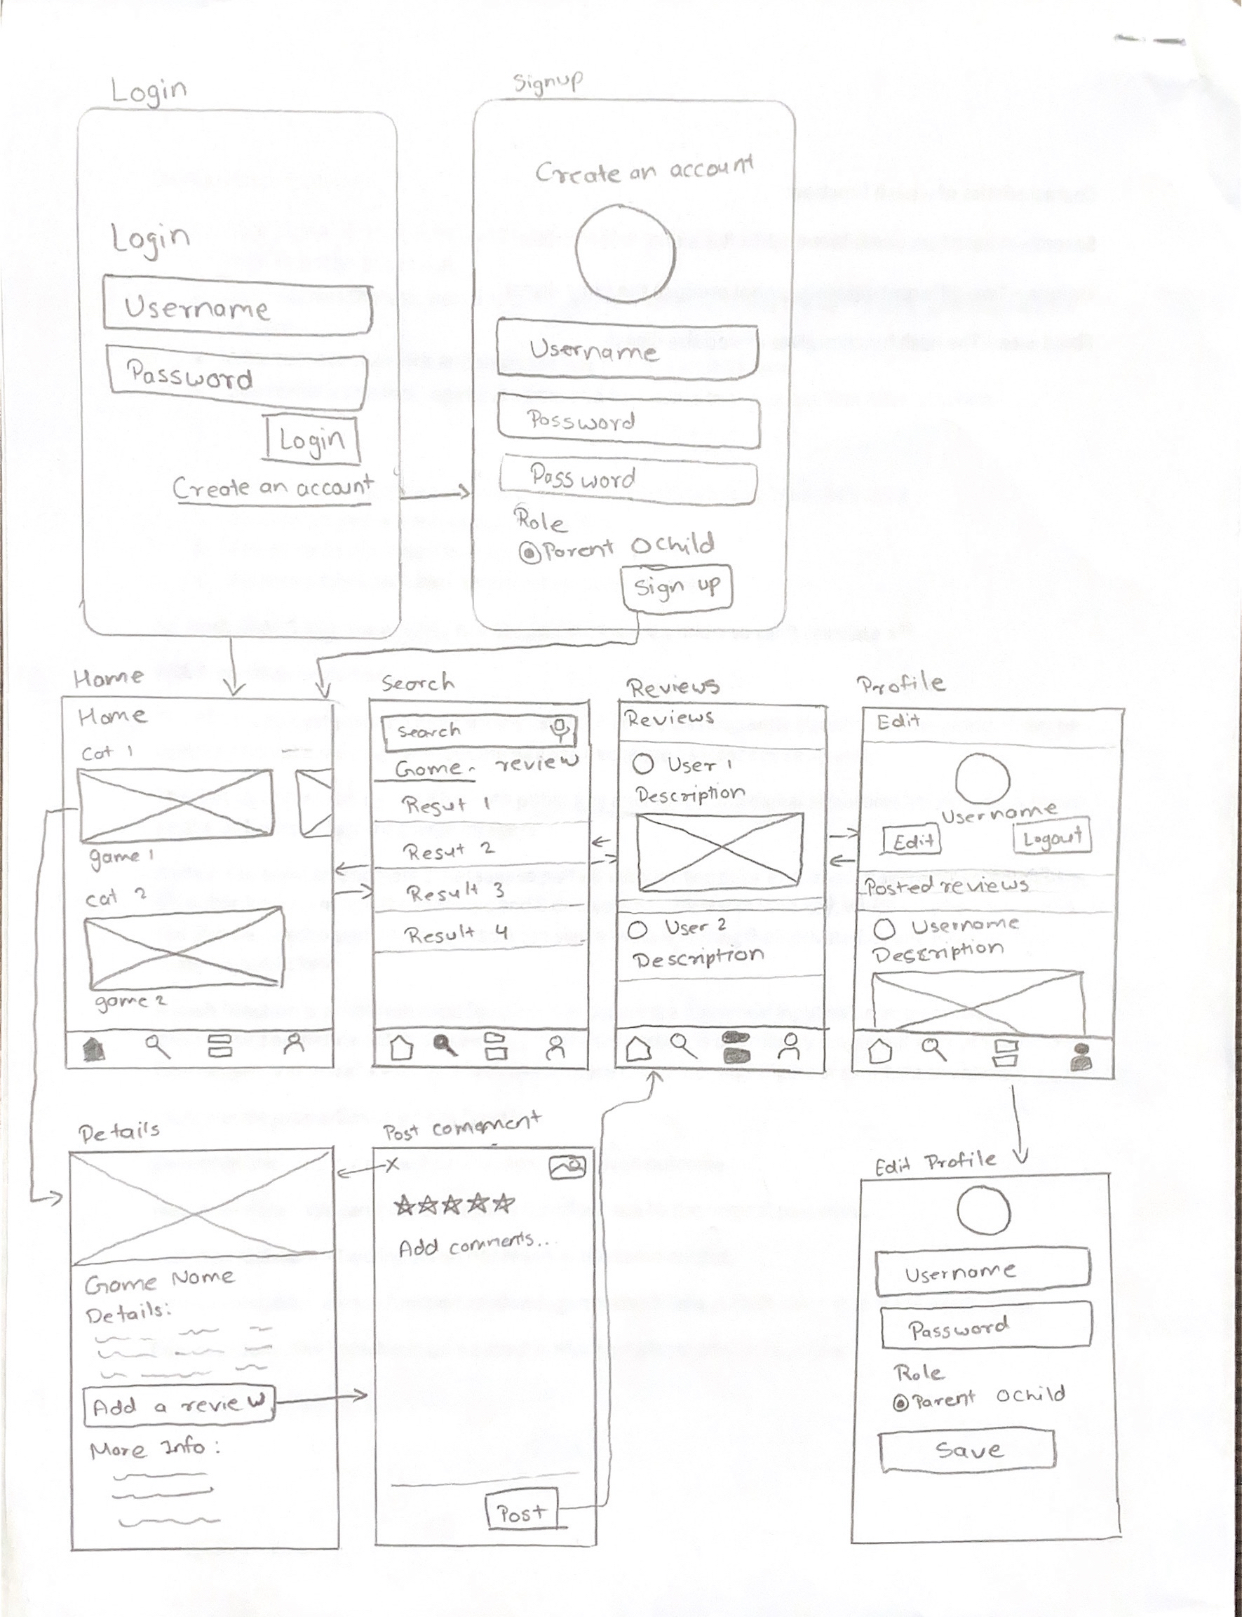 Login
Login
Username
Password
Login
Create an account
Signup
Create an account
Username
Password
Password
Role
Parent Child
Sign up
Home
Home
Cat 1
game 1
cat 2
game 2
Search
Search
Game. review
Resut 1
Resut 2
Result 3
Result 4
Reviews
Reviews
User 1
Description
User 2
Description
Profile
Edit
Username
Edit Logout
Posted reviews
Username
Description
Details
Game Name
Details:
Add a review
More Info:
Post comment
X
Add comments...
Post
Edit Profile
Username
Password
Role
Parent Child
Save